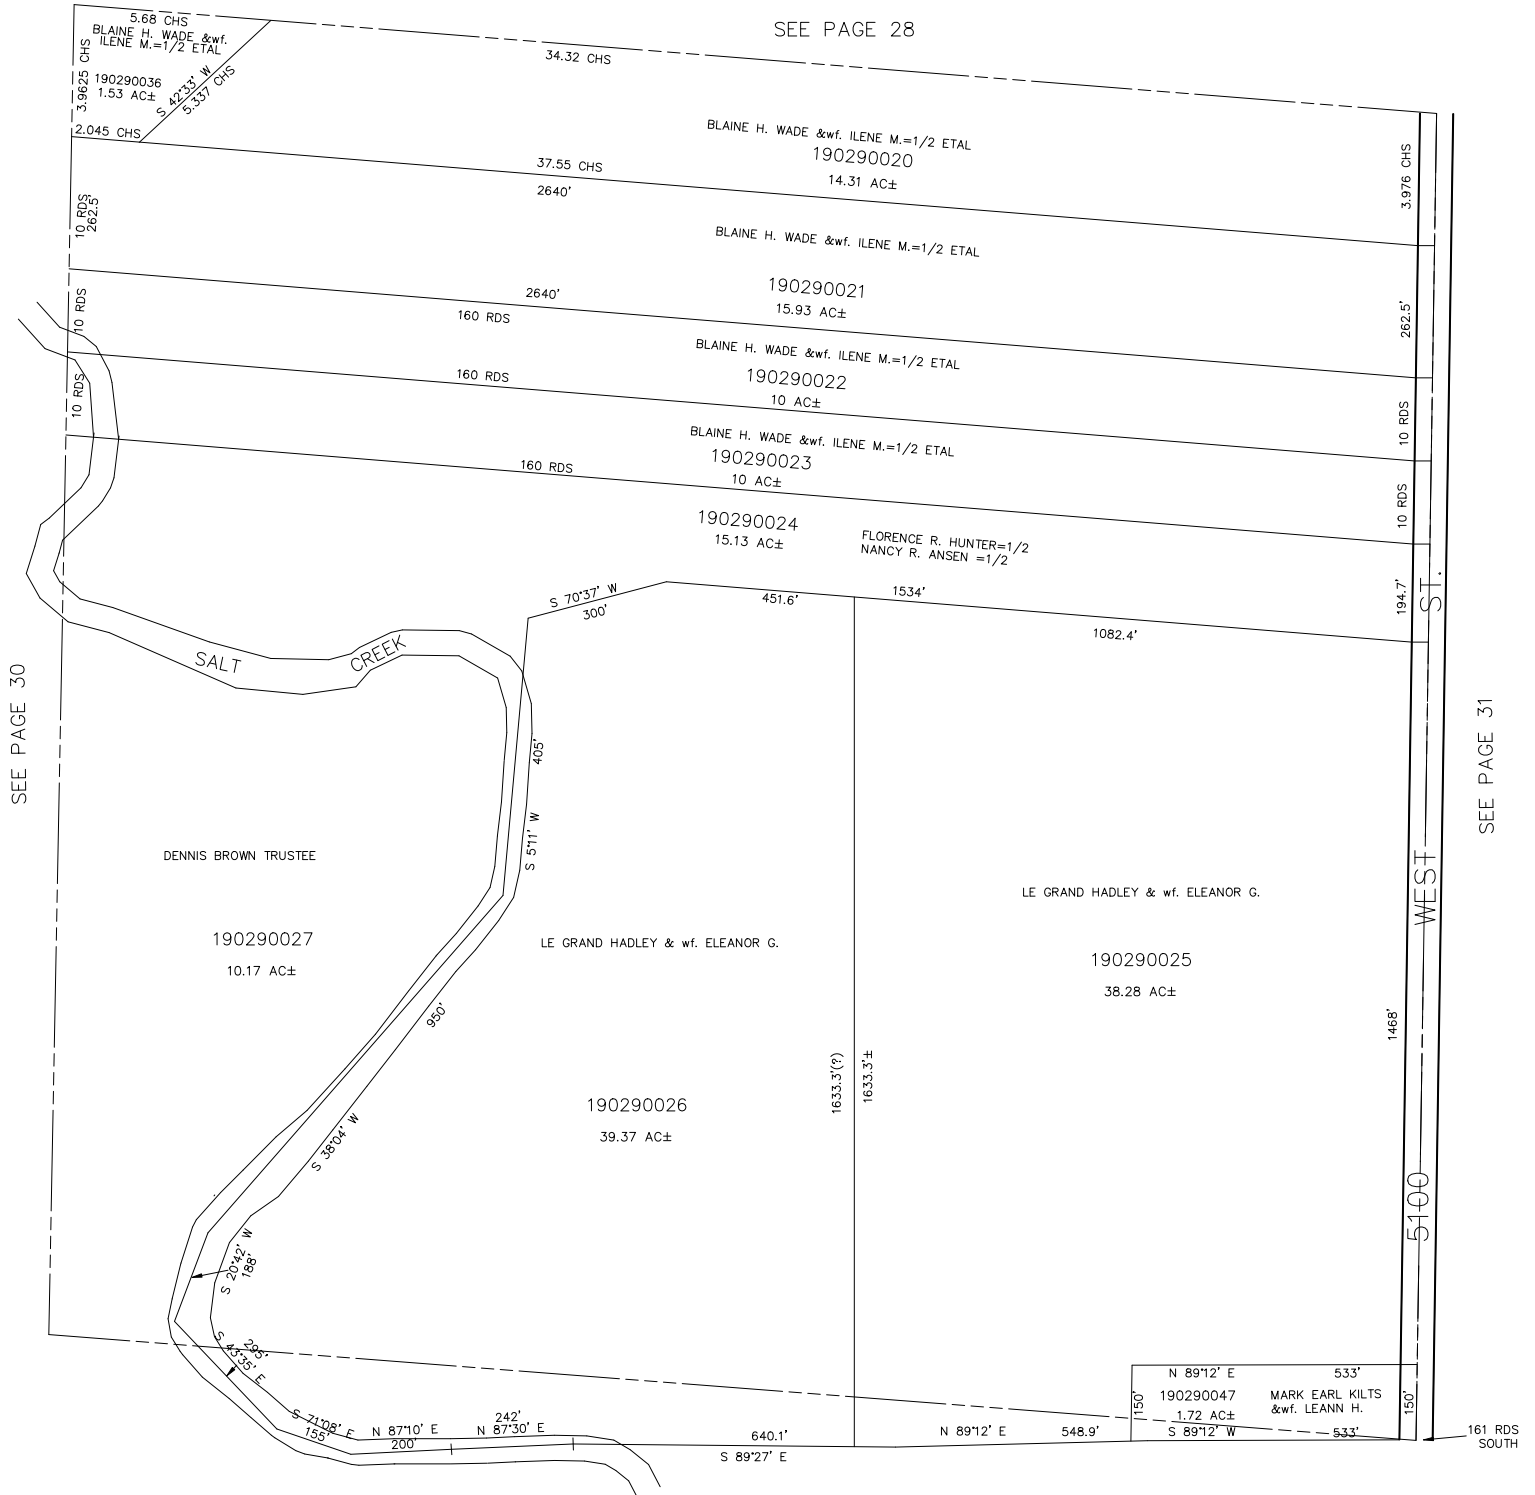 SEE PAGE 28
5.68 CHS
BLAINE H. WADE &wf.
ILENE M.=1/2 ETAL
3.9625 CHS
190290036
1.53 AC±
S 42°33' W
5.337 CHS
2.045 CHS
34.32 CHS
BLAINE H. WADE &wf. ILENE M.=1/2 ETAL
190290020
14.31 AC±
3.976 CHS
37.55 CHS
2640'
10 RDS
262.5'
BLAINE H. WADE &wf. ILENE M.=1/2 ETAL
190290021
15.93 AC±
262.5'
2640'
160 RDS
10 RDS
BLAINE H. WADE &wf. ILENE M.=1/2 ETAL
190290022
10 AC±
10 RDS
160 RDS
10 RDS
BLAINE H. WADE &wf. ILENE M.=1/2 ETAL
190290023
10 AC±
10 RDS
160 RDS
190290024
15.13 AC±
FLORENCE R. HUNTER=1/2
NANCY R. ANSEN =1/2
194.7'
S 70°37' W
300'
451.6'
1534'
1082.4'
SALT CREEK
SEE PAGE 30
SEE PAGE 31
5100 WEST ST.
405'
S 5°11' W
DENNIS BROWN TRUSTEE
190290027
10.17 AC±
LE GRAND HADLEY & wf. ELEANOR G.
190290025
38.28 AC±
LE GRAND HADLEY & wf. ELEANOR G.
190290026
39.37 AC±
950'
S 38°04' W
1633.3'(?)
1633.3'±
1468'
S 20°42' W
188'
295'
S 43°35' E
S 71°08' E
155'
N 87°10' E
200'
242'
N 87°30' E
640.1'
S 89°27' E
N 89°12' E
548.9'
N 89°12' E
533'
150'
190290047
1.72 AC±
MARK EARL KILTS
&wf. LEANN H.
150'
S 89°12' W
533'
161 RDS
SOUTH